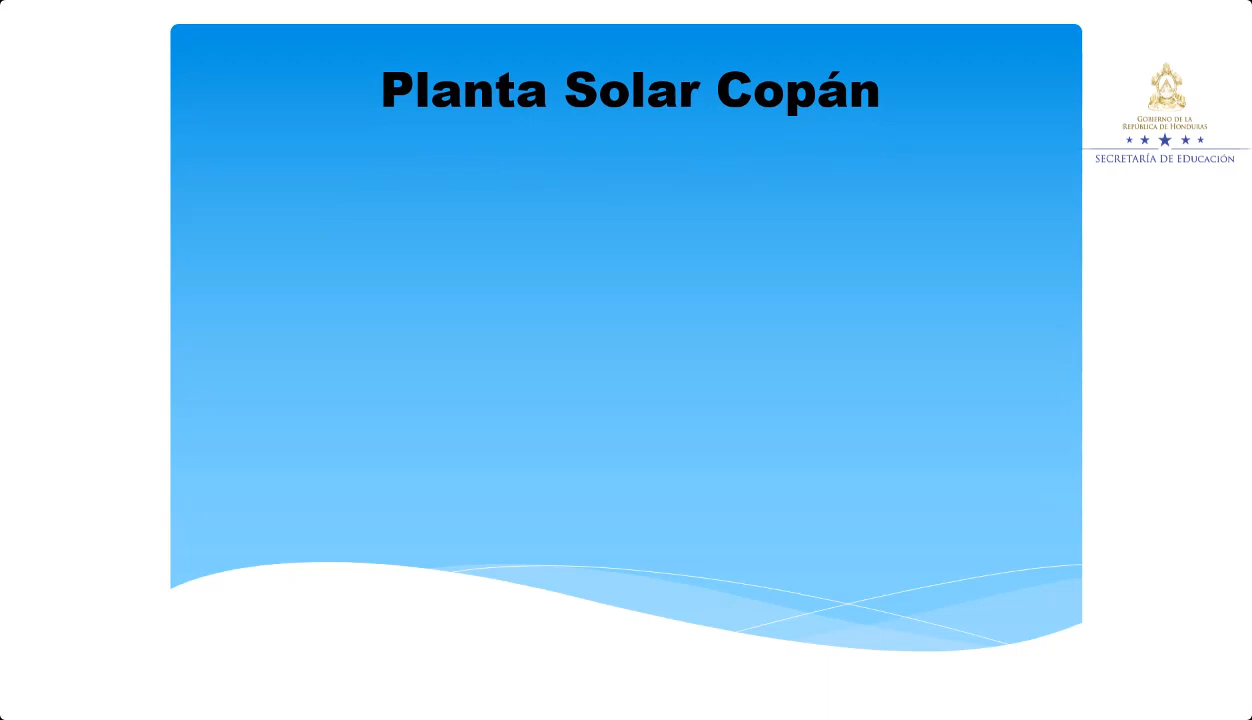 Planta Solar Copán
GOBIERNO DE LA
REPÚBLICA DE HONDURAS
SECRETARÍA DE EDUCACIÓN